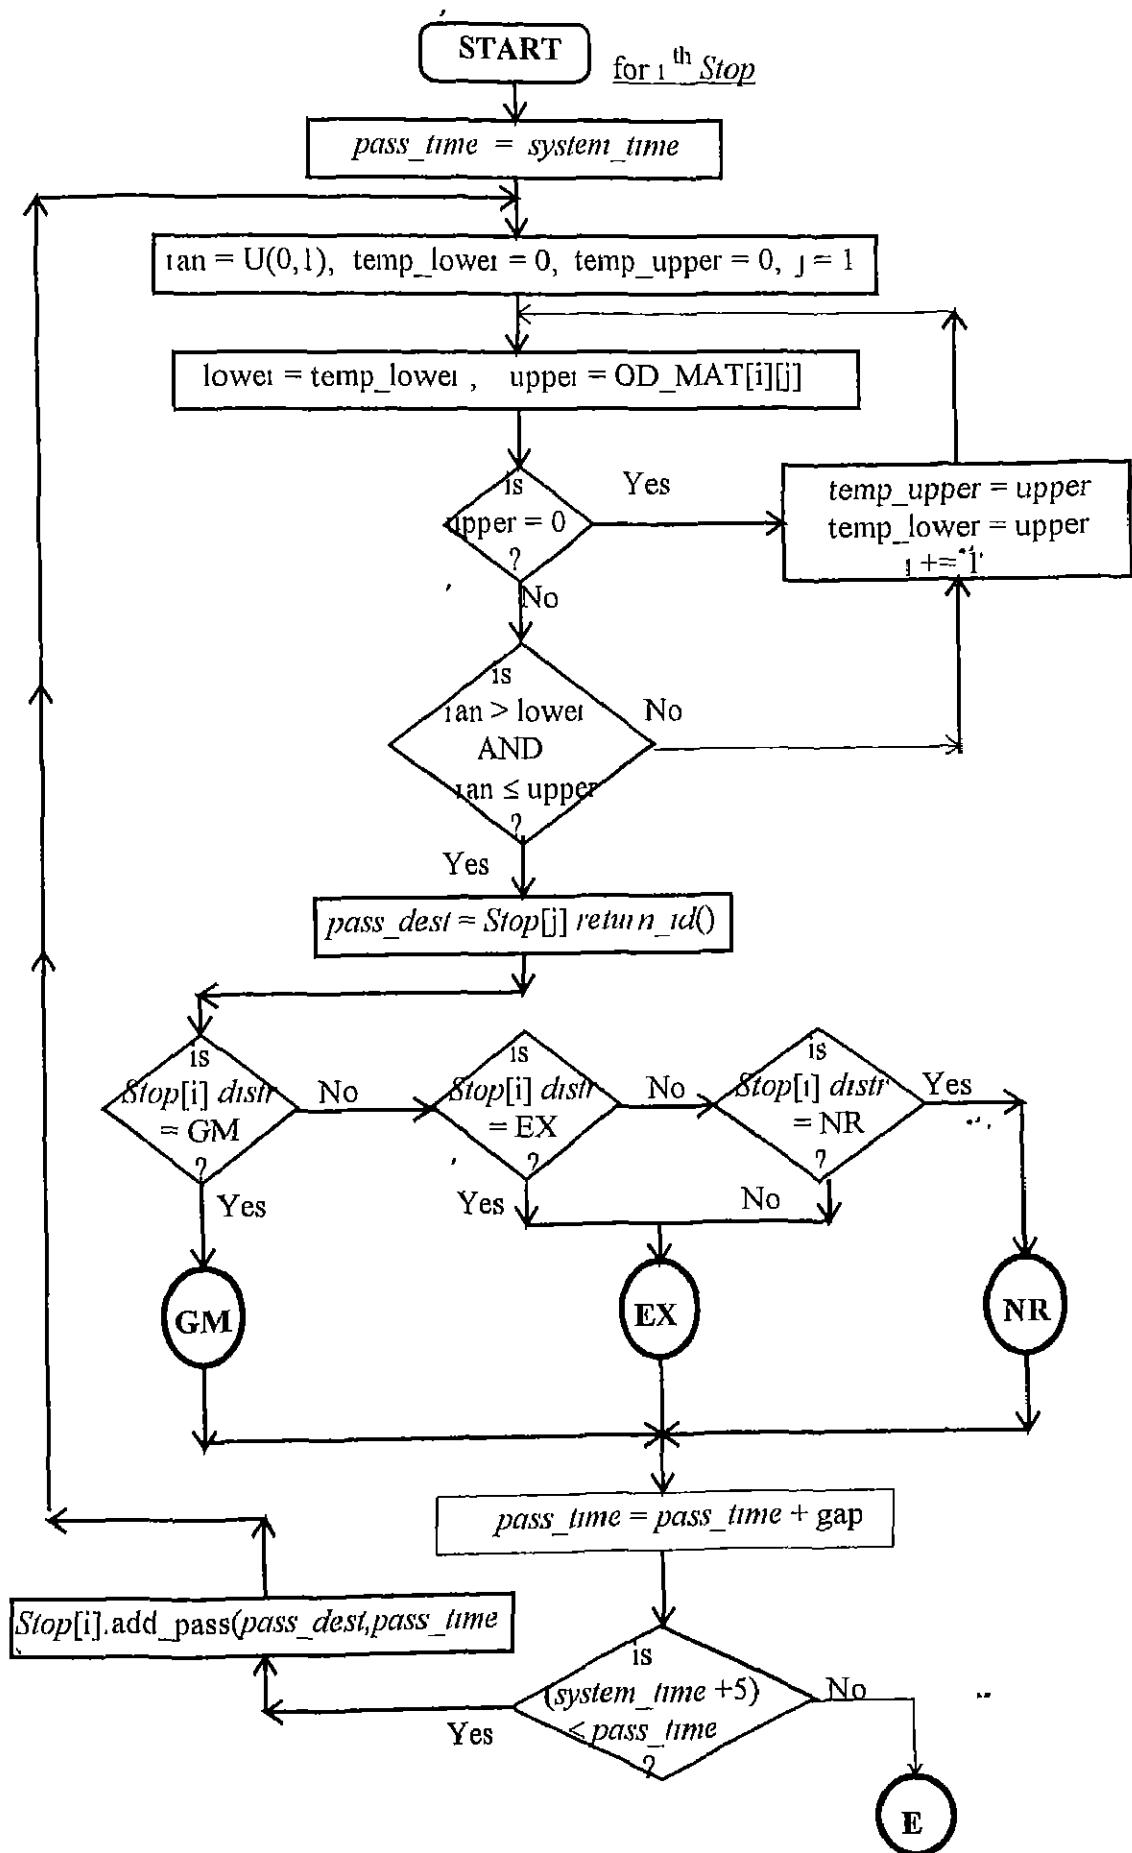 START
for i th Stop
pass_time = system_time
ran = U(0,1), temp_lower = 0, temp_upper = 0, j = 1
lower = temp_lower , upper = OD_MAT[i][j]
is
upper = 0
?
Yes
No
temp_upper = upper
temp_lower = upper
j += 1
is
ran > lower
AND
ran ≤ upper
?
No
Yes
pass_dest = Stop[j] return_id()
is
Stop[i] distr
= GM
?
No
Yes
is
Stop[i] distr
= EX
?
No
Yes
is
Stop[i] distr
= NR
?
Yes
No
GM
EX
NR
pass_time = pass_time + gap
Stop[i].add_pass(pass_dest,pass_time
is
(system_time +5)
< pass_time
?
Yes
No
E